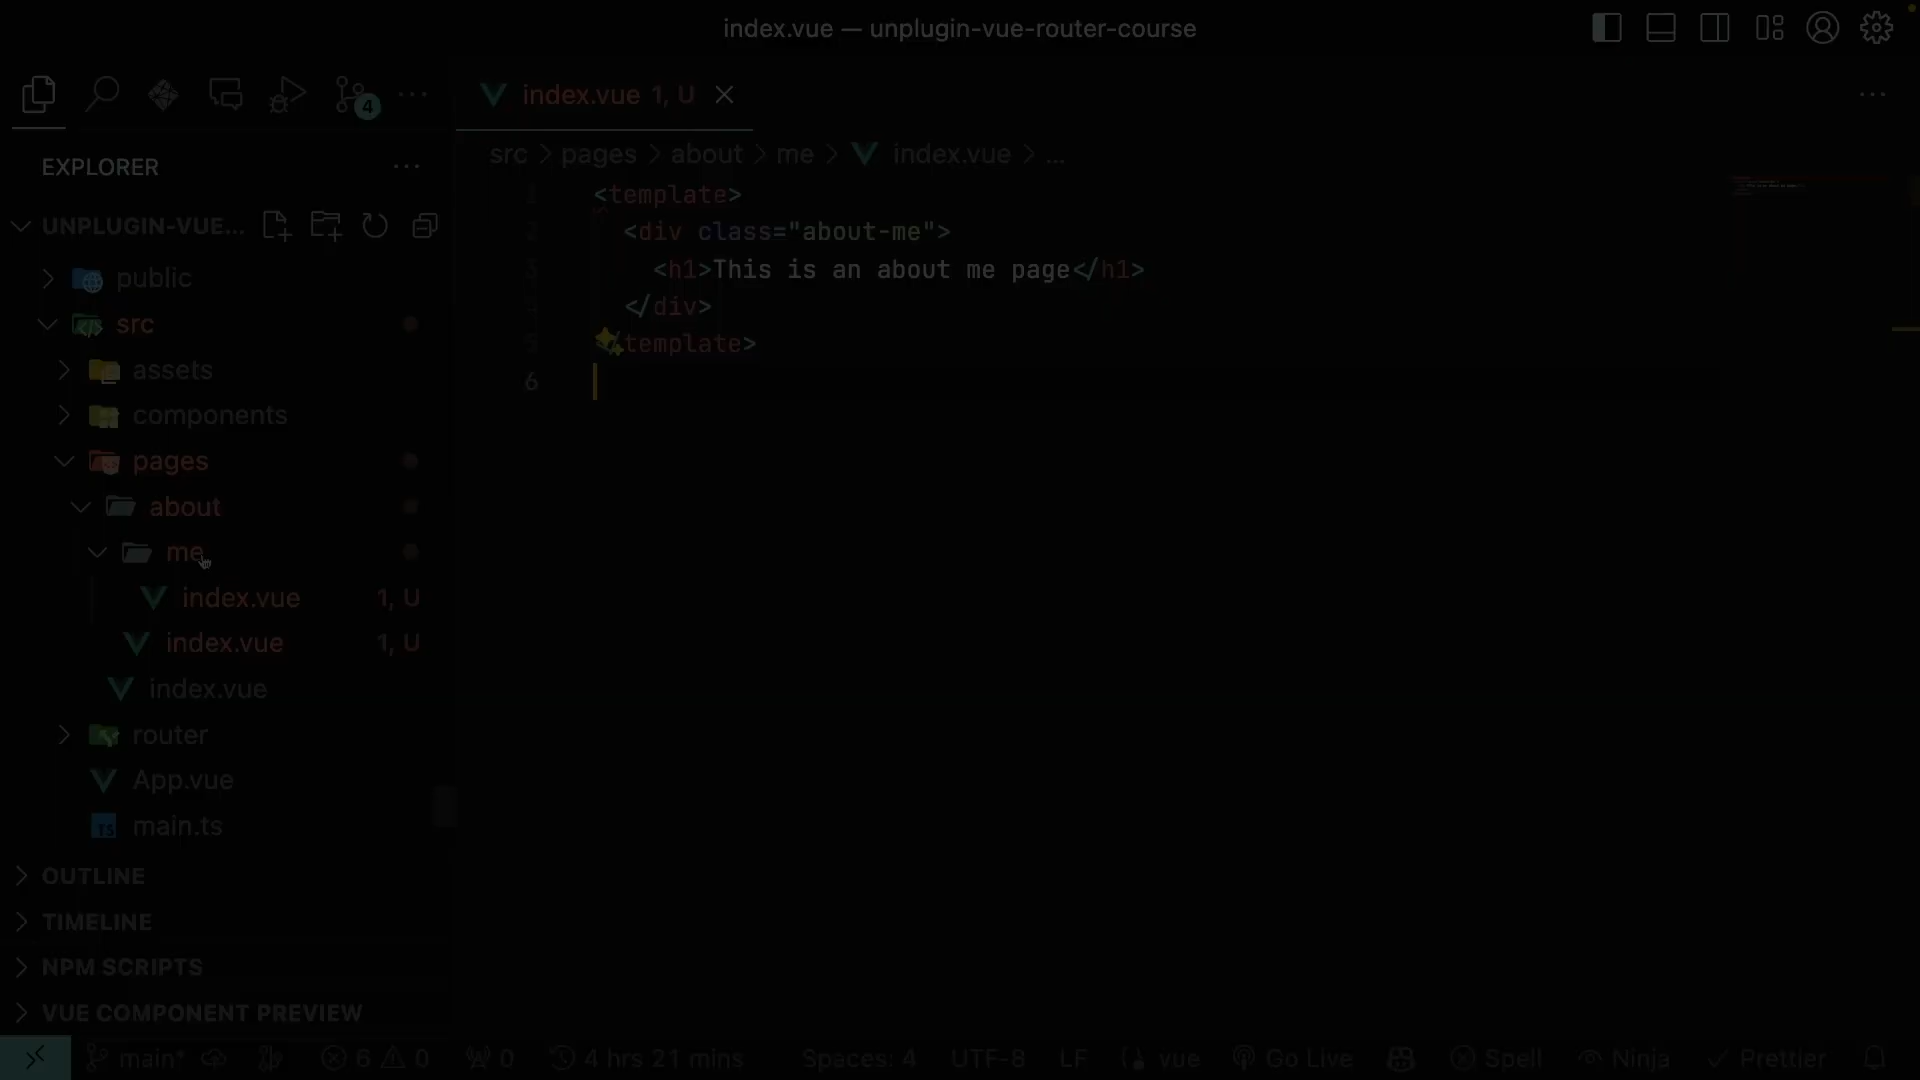 index.vue — unplugin-vue-router-course
4
index.vue 1, U
EXPLORER
src > pages > about > me > index.vue > ...
UNPLUGIN-VUE...
public
src
assets
components
pages
about
me
index.vue 1, U
index.vue 1, U
index.vue
router
App.vue
TS main.ts
OUTLINE
TIMELINE
NPM SCRIPTS
VUE COMPONENT PREVIEW
1 <template>
2 <div class="about-me">
3 <h1>This is an about me page</h1>
4 </div>
5 </template>
6
main* 6 0 0 4 hrs 21 mins Spaces: 4 UTF-8 LF vue Go Live Spell Ninja Prettier